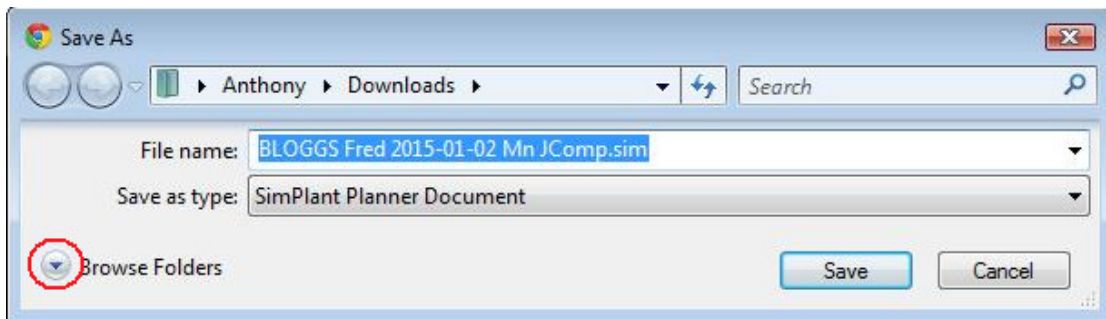 Save As
Anthony Downloads Search
File name: BLOGGS Fred 2015-01-02 Mn JComp.sim
Save as type: SimPlant Planner Document
Browse Folders Save Cancel